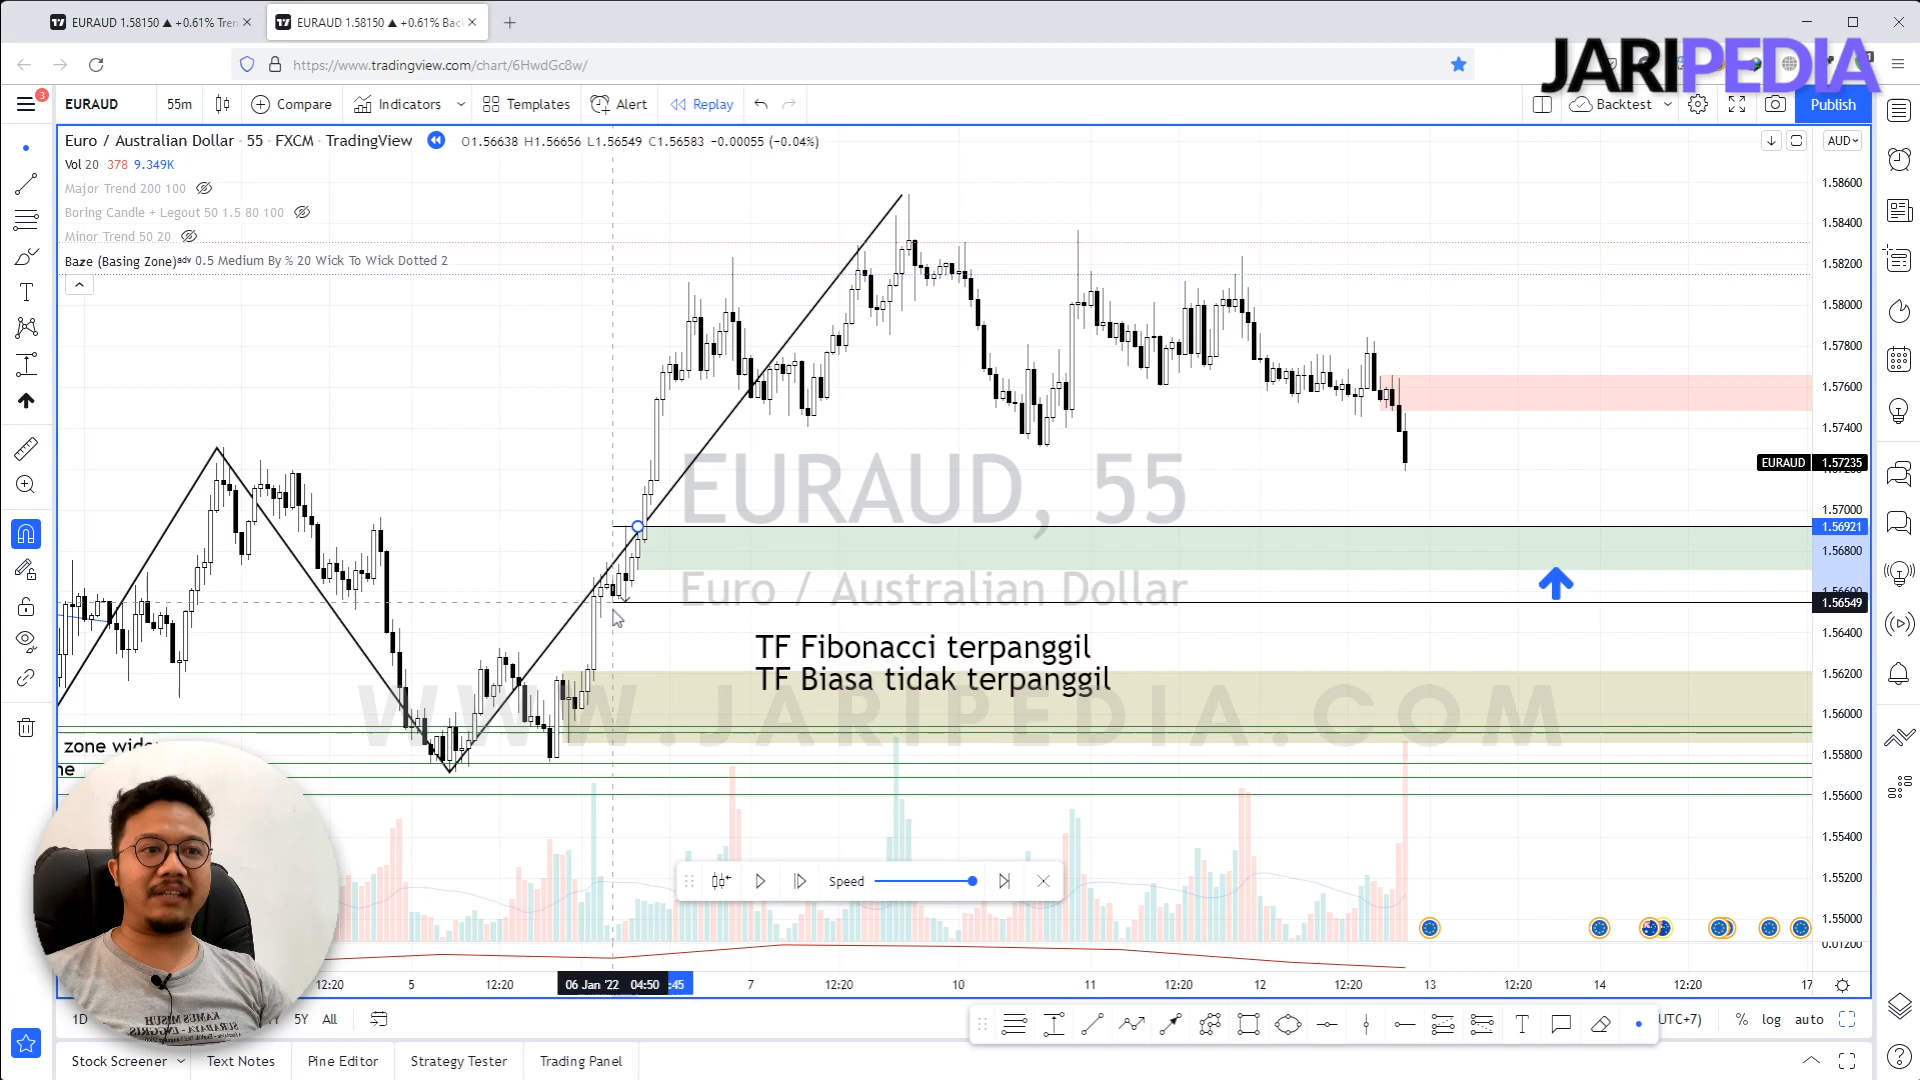 EURAUD 1.58150 ▲ +0.61% Tren
EURAUD 1.58150 ▲ +0.61% Bac
JARIPEDIA
https://www.tradingview.com/chart/6HwdGc8w/
3
EURAUD
55m
Compare
Indicators
Templates
Alert
Replay
Backtest
Publish
Euro / Australian Dollar · 55 · FXCM · TradingView
O1.56638 H1.56656 L1.56549 C1.56583 −0.00055 (−0.04%)
AUD
Vol 20 378 9.349K
Major Trend 200 100
Boring Candle + Legout 50 1.5 80 100
Minor Trend 50 20
Baze (Basing Zone)adv 0.5 Medium By % 20 Wick To Wick Dotted 2
1.58600
1.58400
1.58200
1.58000
1.57800
1.57600
1.57400
EURAUD 1.57235
1.57000
1.56921
1.56800
1.56549
1.56400
1.56200
1.56000
1.55800
1.55600
1.55400
1.55200
1.55000
0.01200
EURAUD, 55
Euro / Australian Dollar
TF Fibonacci terpanggil
TF Biasa tidak terpanggil
WWW.JARIPEDIA.COM
zone wide
ne
Speed
12:20
5
12:20
06 Jan '22 04:50
:45
7
12:20
10
11
12:20
12
12:20
13
12:20
14
12:20
17
1D
5Y
All
UTC+7)
%
log
auto
Stock Screener
Text Notes
Pine Editor
Strategy Tester
Trading Panel